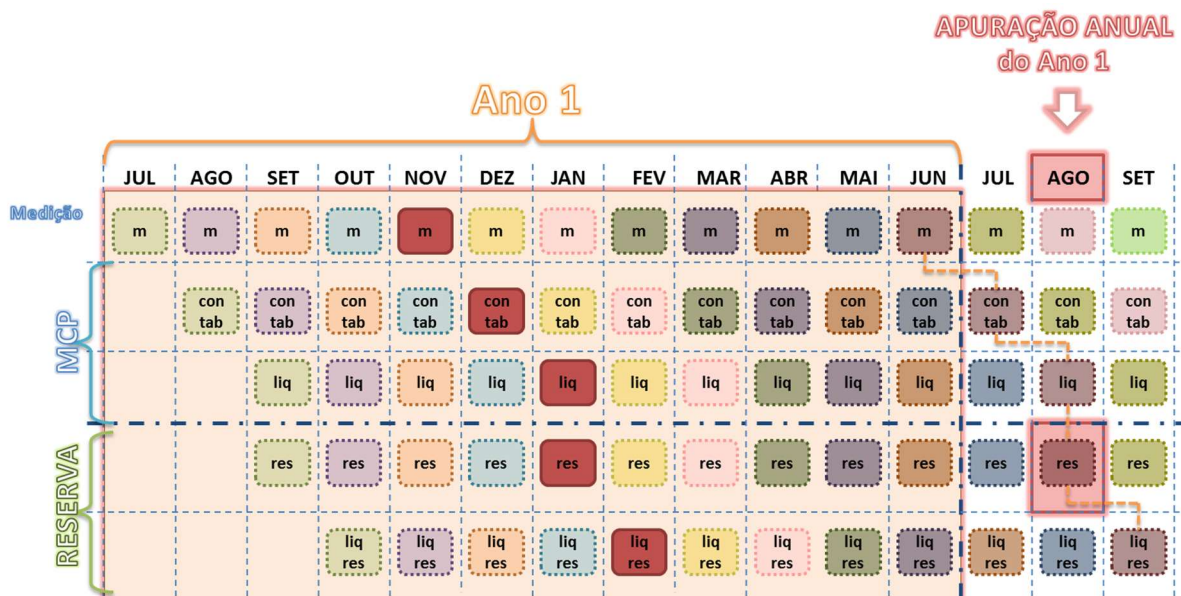 APURAÇÃO ANUAL
do Ano 1
Ano 1
JUL AGO SET OUT NOV DEZ JAN FEV MAR ABR MAI JUN JUL AGO SET
Medição
m m m m m m m m m m m m m m m
MCP
con con con con con con con con con con con con con con
tab tab tab tab tab tab tab tab tab tab tab tab tab tab
liq liq liq liq liq liq liq liq liq liq liq liq liq
RESERVA
res res res res res res res res res res res res res
liq liq liq liq liq liq liq liq liq liq liq liq
res res res res res res res res res res res res